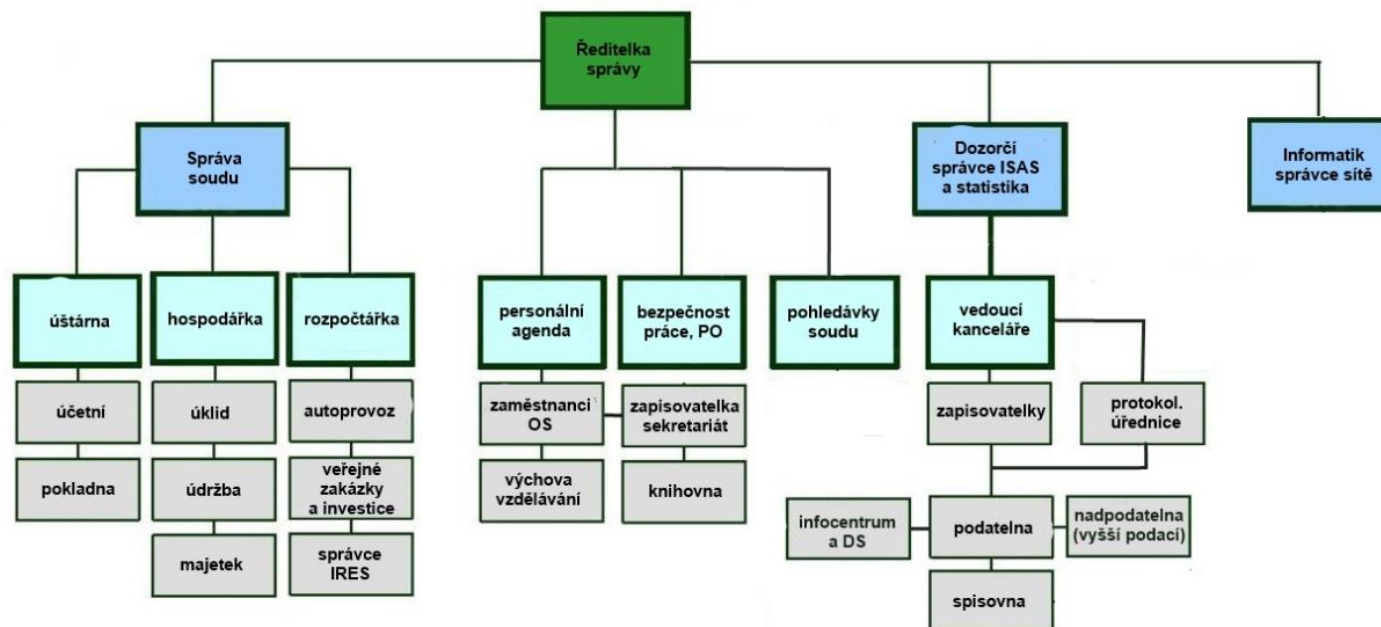 Ředitelka
správy
Správa
soudu
Dozorčí
správce ISAS
a statistika
Informatik
správce sítě
úštárna
hospodářka
rozpočtářka
personální
agenda
bezpečnost
práce, PO
pohledávky
soudu
vedoucí
kanceláře
účetní
úklid
autoprovoz
zaměstnanci
OS
zapisovatelka
sekretariát
zapisovatelky
protokol.
úřednice
pokladna
údržba
veřejné
zakázky
a investice
výchova
vzdělávání
knihovna
infocentrum
a DS
podatelna
nadpodatelna
(vyšší podací)
majetek
správce
IRES
spisovna